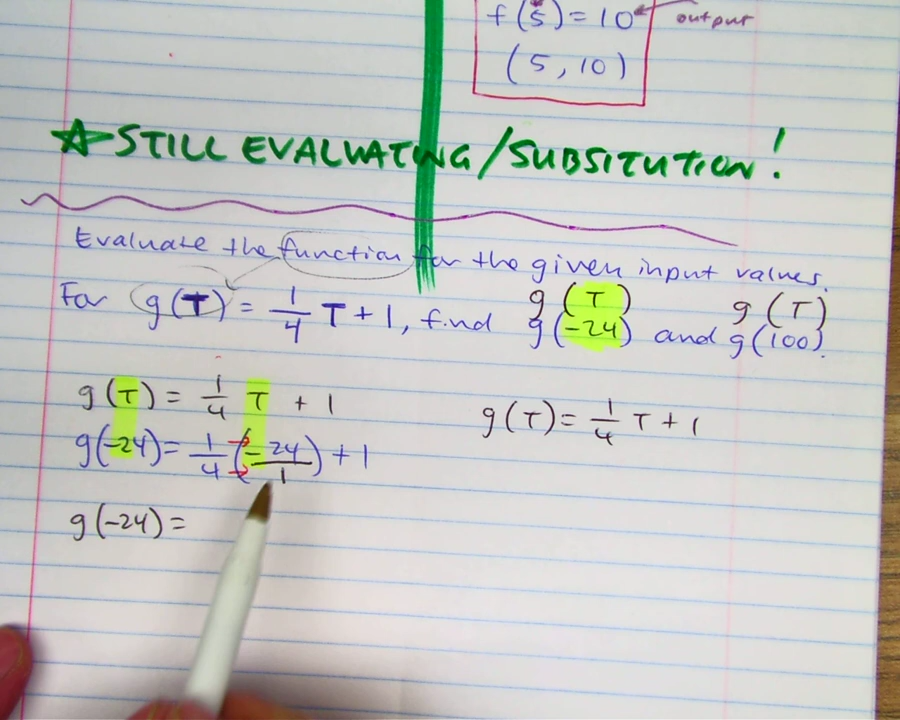 f(5) = 10 output
(5, 10)
☆ STILL EVALUATING/SUBSITUTION!
Evaluate the function for the given input values.
g(T) g(T)
For g(T) = 1/4 T + 1, find g(-24) and g(100).
g(T) = 1/4 T + 1 g(T) = 1/4 T + 1
g(-24) = 1/4 (-24/1) + 1
g(-24) =